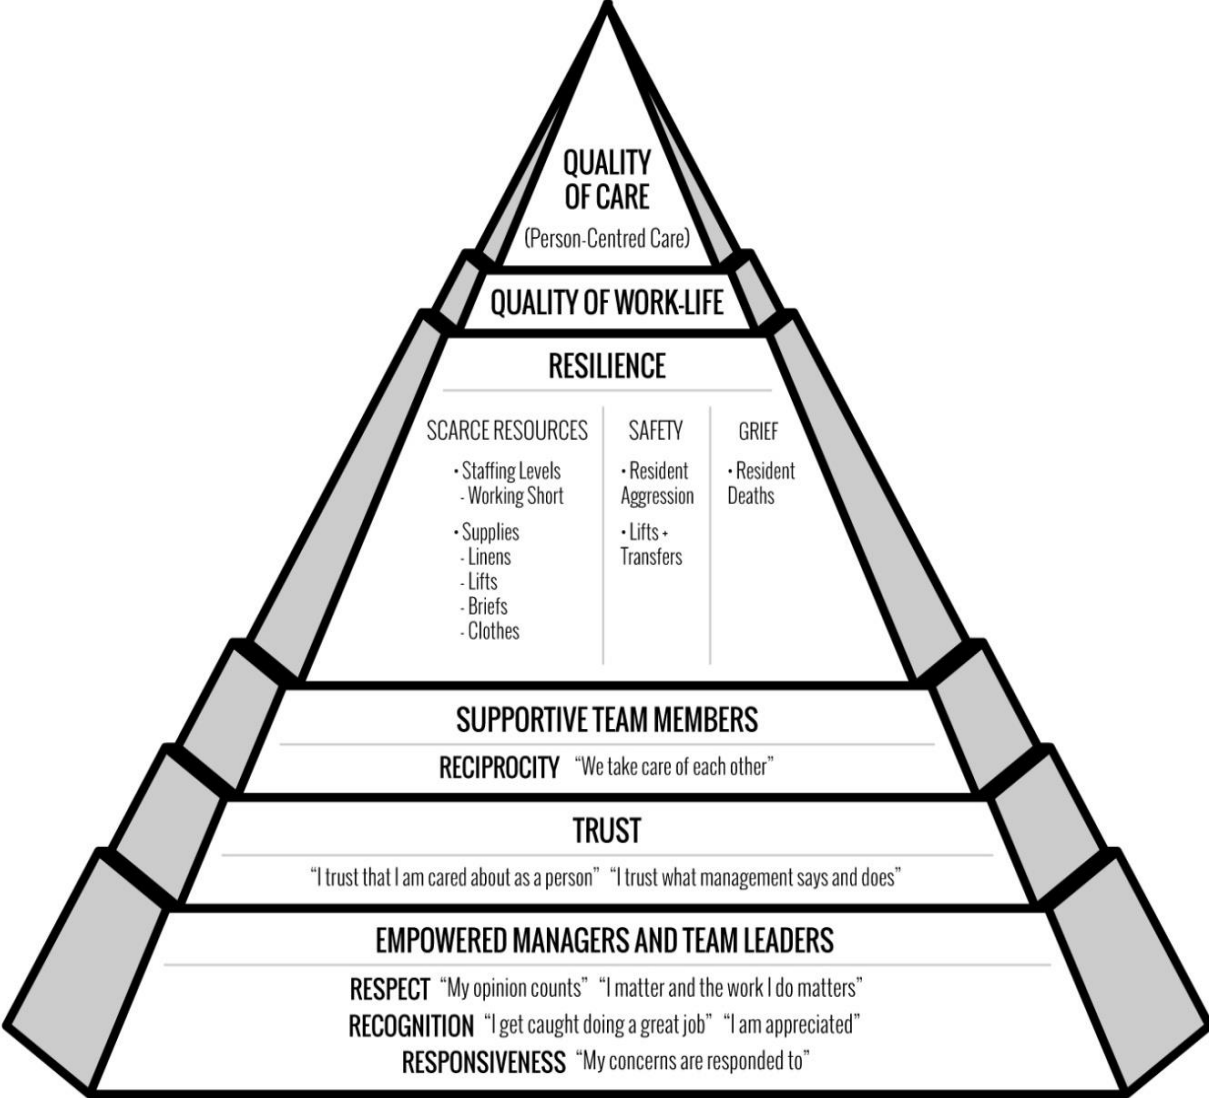 QUALITY
OF CARE
(Person-Centred Care)
QUALITY OF WORK-LIFE
RESILIENCE
SCARCE RESOURCES
• Staffing Levels
- Working Short
• Supplies
- Linens
- Lifts
- Briefs
- Clothes
SAFETY
• Resident
Aggression
• Lifts +
Transfers
GRIEF
• Resident
Deaths
SUPPORTIVE TEAM MEMBERS
RECIPROCITY “We take care of each other”
TRUST
“I trust that I am cared about as a person” “I trust what management says and does”
EMPOWERED MANAGERS AND TEAM LEADERS
RESPECT “My opinion counts” “I matter and the work I do matters”
RECOGNITION “I get caught doing a great job” “I am appreciated”
RESPONSIVENESS “My concerns are responded to”